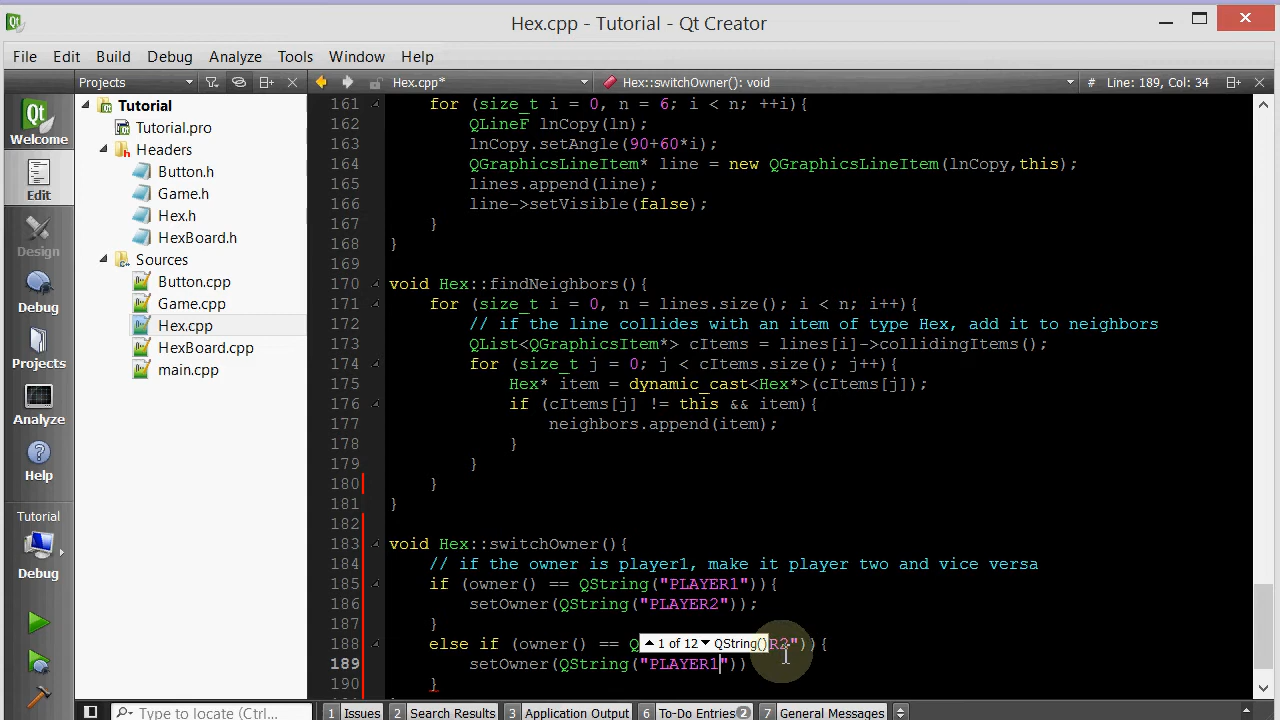 Hex.cpp - Tutorial - Qt Creator
File Edit Build Debug Analyze Tools Window Help
Projects Hex.cpp* Hex::switchOwner(): void # Line: 189, Col: 34
Welcome
Edit
Design
Debug
Projects
Analyze
Help
Tutorial
Debug
Tutorial
Tutorial.pro
Headers
Button.h
Game.h
Hex.h
HexBoard.h
Sources
Button.cpp
Game.cpp
Hex.cpp
HexBoard.cpp
main.cpp
161 for (size_t i = 0, n = 6; i < n; ++i){
162 QLineF lnCopy(ln);
163 lnCopy.setAngle(90+60*i);
164 QGraphicsLineItem* line = new QGraphicsLineItem(lnCopy,this);
165 lines.append(line);
166 line->setVisible(false);
167 }
168 }
169
170 void Hex::findNeighbors(){
171 for (size_t i = 0, n = lines.size(); i < n; i++){
172 // if the line collides with an item of type Hex, add it to neighbors
173 QList<QGraphicsItem*> cItems = lines[i]->collidingItems();
174 for (size_t j = 0; j < cItems.size(); j++){
175 Hex* item = dynamic_cast<Hex*>(cItems[j]);
176 if (cItems[j] != this && item){
177 neighbors.append(item);
178 }
179 }
180 }
181 }
182
183 void Hex::switchOwner(){
184 // if the owner is player1, make it player two and vice versa
185 if (owner() == QString("PLAYER1")){
186 setOwner(QString("PLAYER2"));
187 }
188 else if (owner() == Q 1 of 12 QString() R2")){
189 setOwner(QString("PLAYER1"))
190 }
Type to locate (Ctrl... 1 Issues 2 Search Results 3 Application Output 6 To-Do Entries 2 7 General Messages